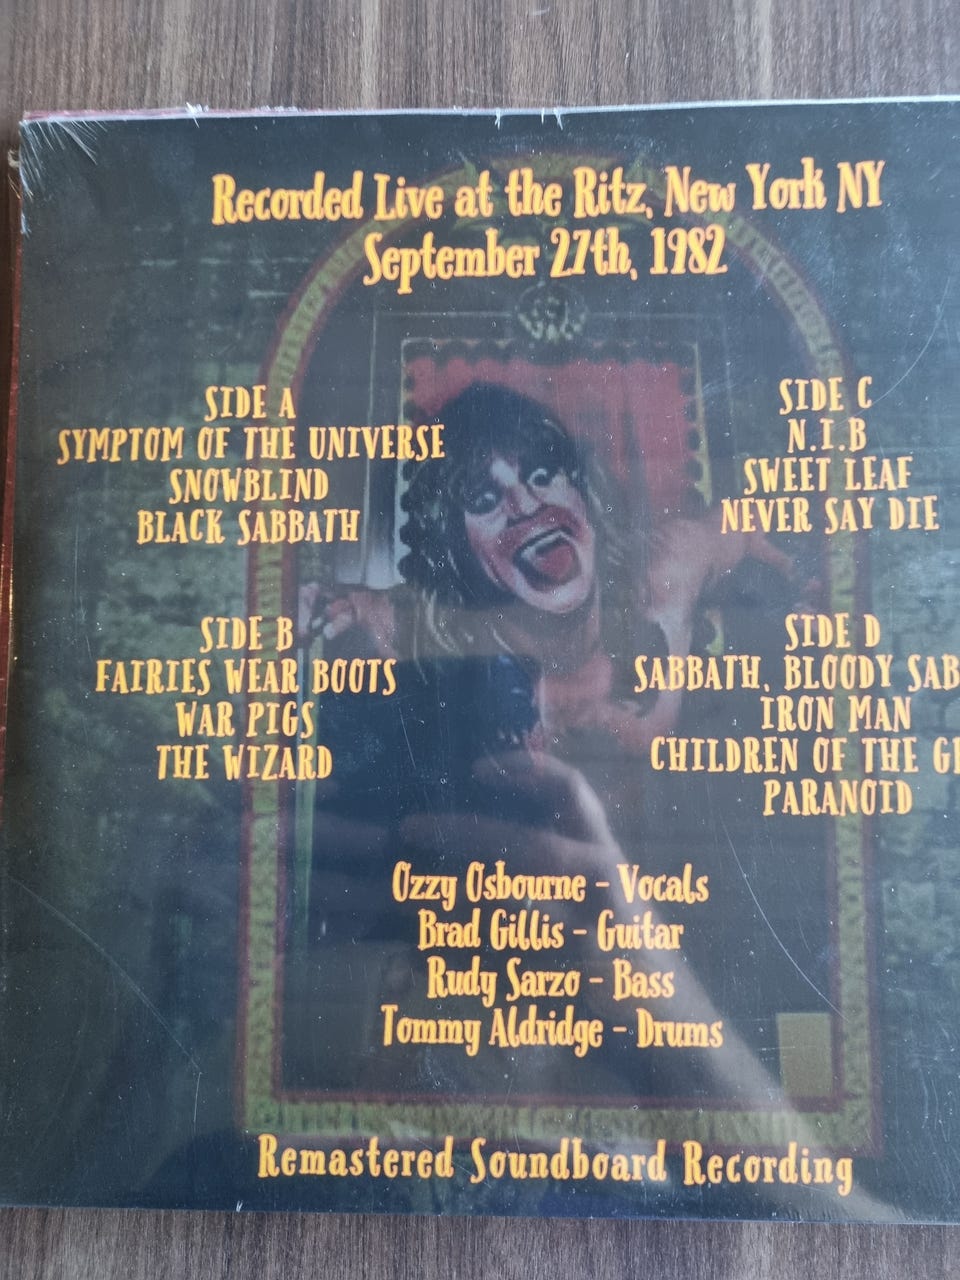 Recorded Live at the Ritz, New York NY
September 27th, 1982
SIDE A
SYMPTOM OF THE UNIVERSE
SNOWBLIND
BLACK SABBATH
SIDE B
FAIRIES WEAR BOOTS
WAR PIGS
THE WIZARD
SIDE C
N.I.B
SWEET LEAF
NEVER SAY DIE
SIDE D
SABBATH, BLOODY SAB
IRON MAN
CHILDREN OF THE
PARANOID
Ozzy Osbourne - Vocals
Brad Gillis - Guitar
Rudy Sarzo - Bass
Tommy Aldridge - Drums
Remastered Soundboard Recording